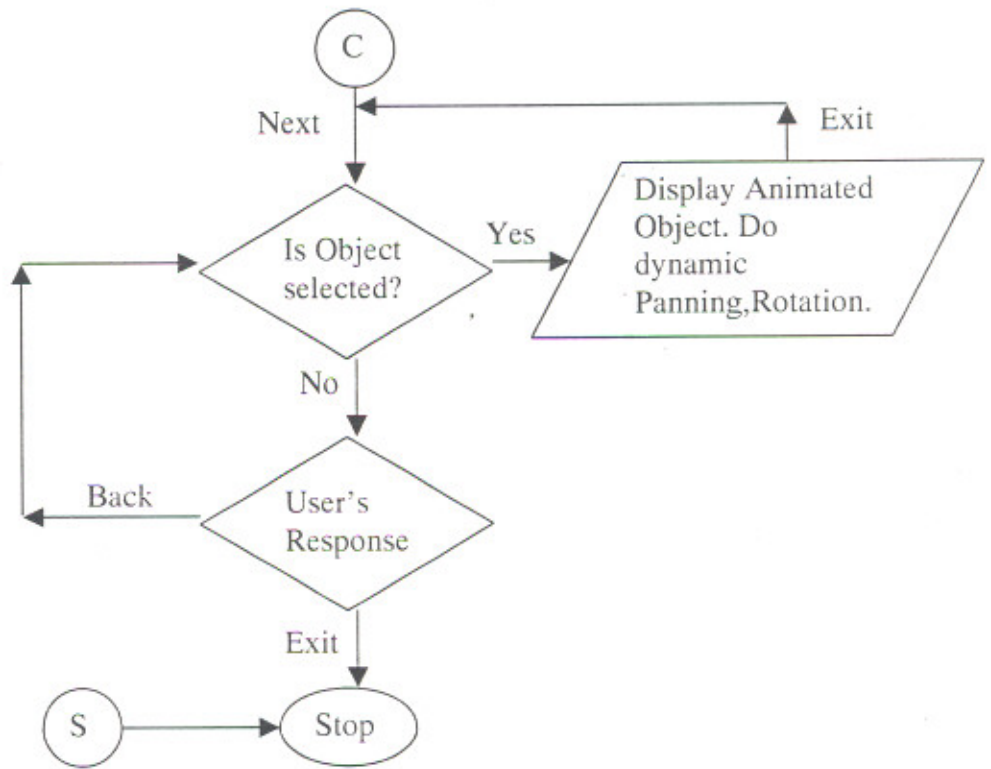 C
Next
Exit
Display Animated
Object. Do
dynamic
Panning,Rotation.
Is Object
selected?
Yes
No
Back
User's
Response
Exit
S
Stop